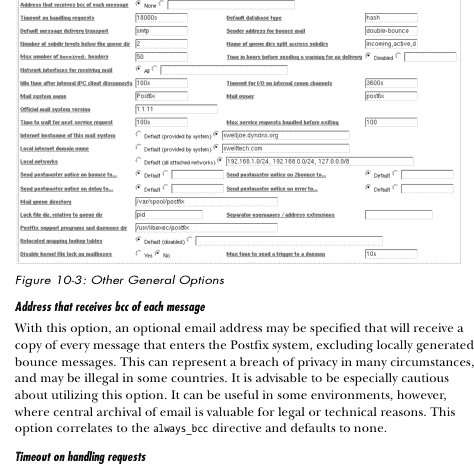 Address that receives bcc of each message None
Timeout on handling requests 18000s Default database type hash
Default message delivery transport smtp Sender address for bounce mail double-bounce
Number of subdir levels below the queue dir 2 Name of queue dirs split across subdirs incoming,active,d
Max number of Received: headers 50 Time in hours before sending a warning for no delivery Disabled
Network interfaces for receiving mail All
Idle time after internal IPC client disconnects 100s Timeout for I/O on internal comm channels 3600s
Mail system name Postfix Mail owner postfix
Official mail system version 1.1.11
Time to wait for next service request 100s Max service requests handled before exiting 100
Internet hostname of this mail system Default (provided by system) swelljoe.dyndns.org
Local internet domain name Default (provided by system) swelltech.com
Local networks Default (all attached networks) 192.168.1.0/24, 192.168.0.0/24, 127.0.0.0/8
Send postmaster notice on bounce to... Default Send postmaster notice on 2bounce to... Default
Send postmaster notice on delay to... Default Send postmaster notice on error to... Default
Mail queue directory /var/spool/postfix
Lock file dir, relative to queue dir pid Separator usernames / address extensions
Postfix support programs and daemons dir /usr/libexec/postfix
Relocated mapping lookup tables Default (disabled)
Disable kernel file lock on mailboxes Yes No Max time to send a trigger to a daemon 10s
Figure 10-3: Other General Options
Address that receives bcc of each message
With this option, an optional email address may be specified that will receive a
copy of every message that enters the Postfix system, excluding locally generated
bounce messages. This can represent a breach of privacy in many circumstances,
and may be illegal in some countries. It is advisable to be especially cautious
about utilizing this option. It can be useful in some environments, however,
where central archival of email is valuable for legal or technical reasons. This
option correlates to the always_bcc directive and defaults to none.
Timeout on handling requests